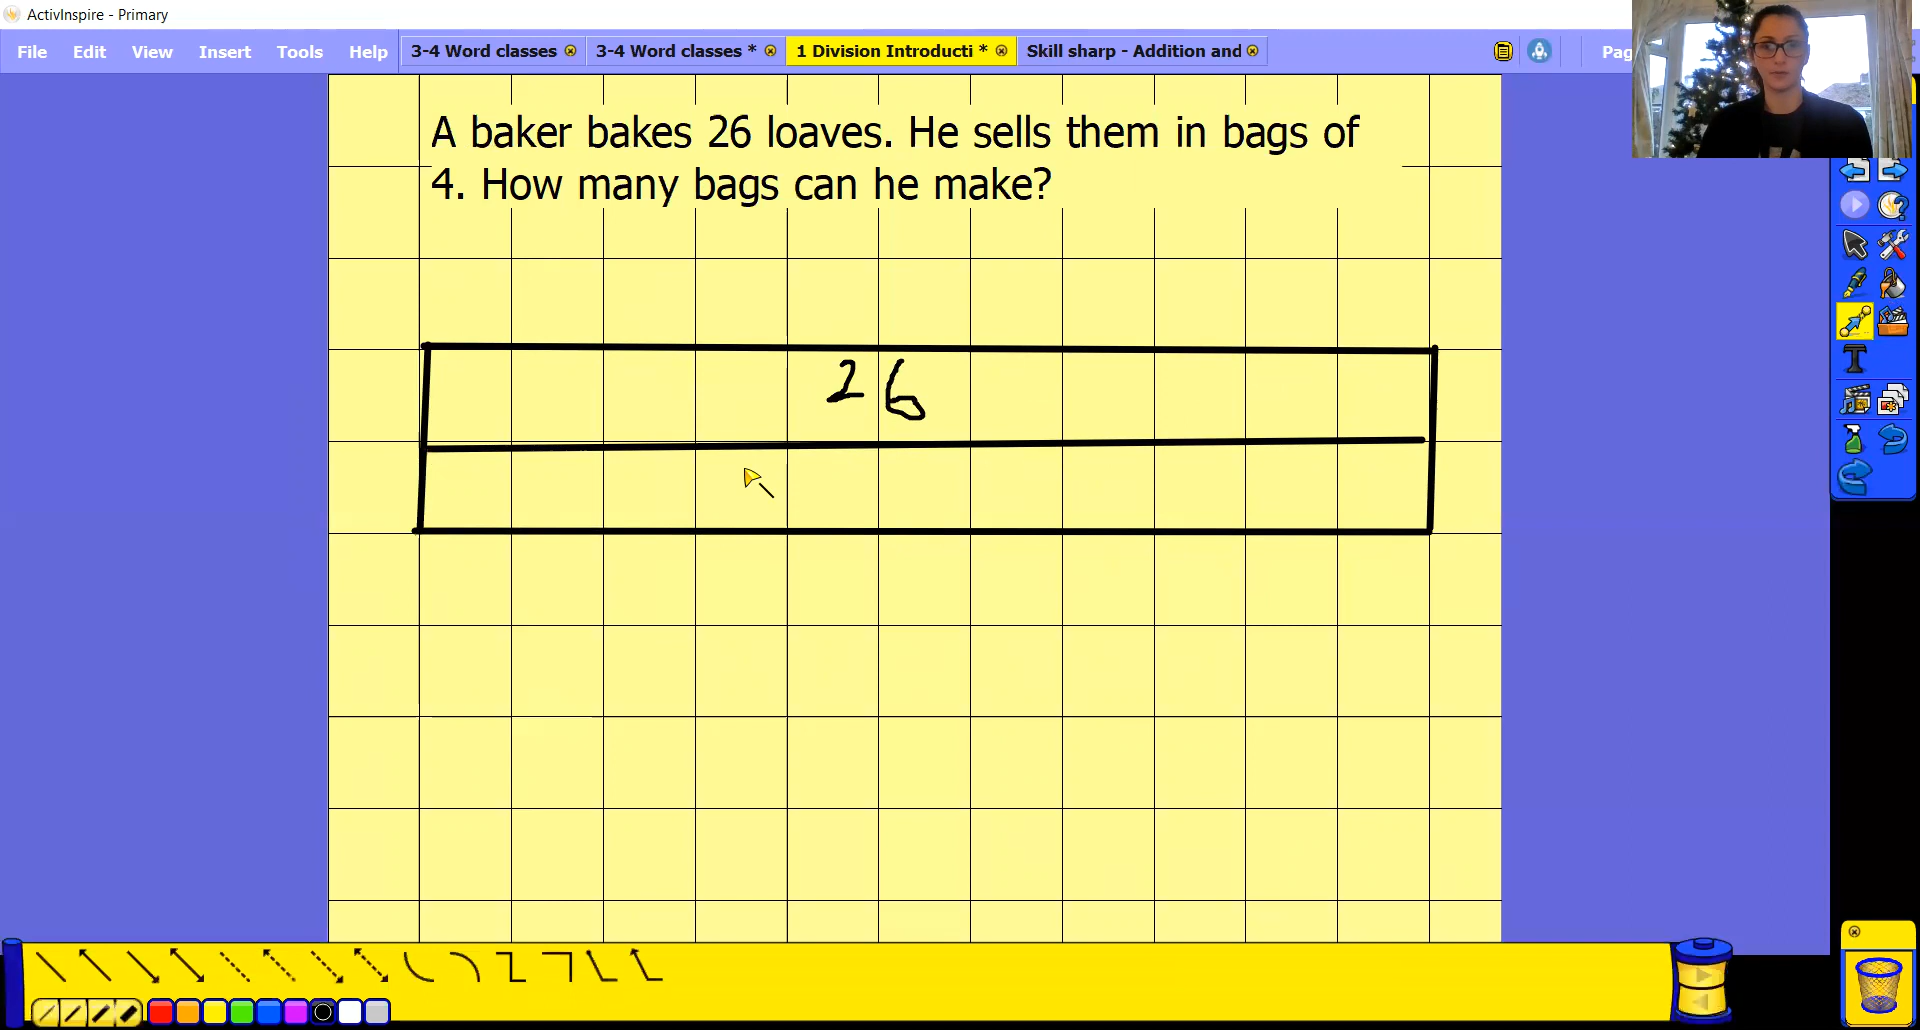 ActivInspire - Primary
File Edit View Insert Tools Help 3-4 Word classes 3-4 Word classes * 1 Division Introducti * Skill sharp - Addition and Pag
A baker bakes 26 loaves. He sells them in bags of
4. How many bags can he make?
26